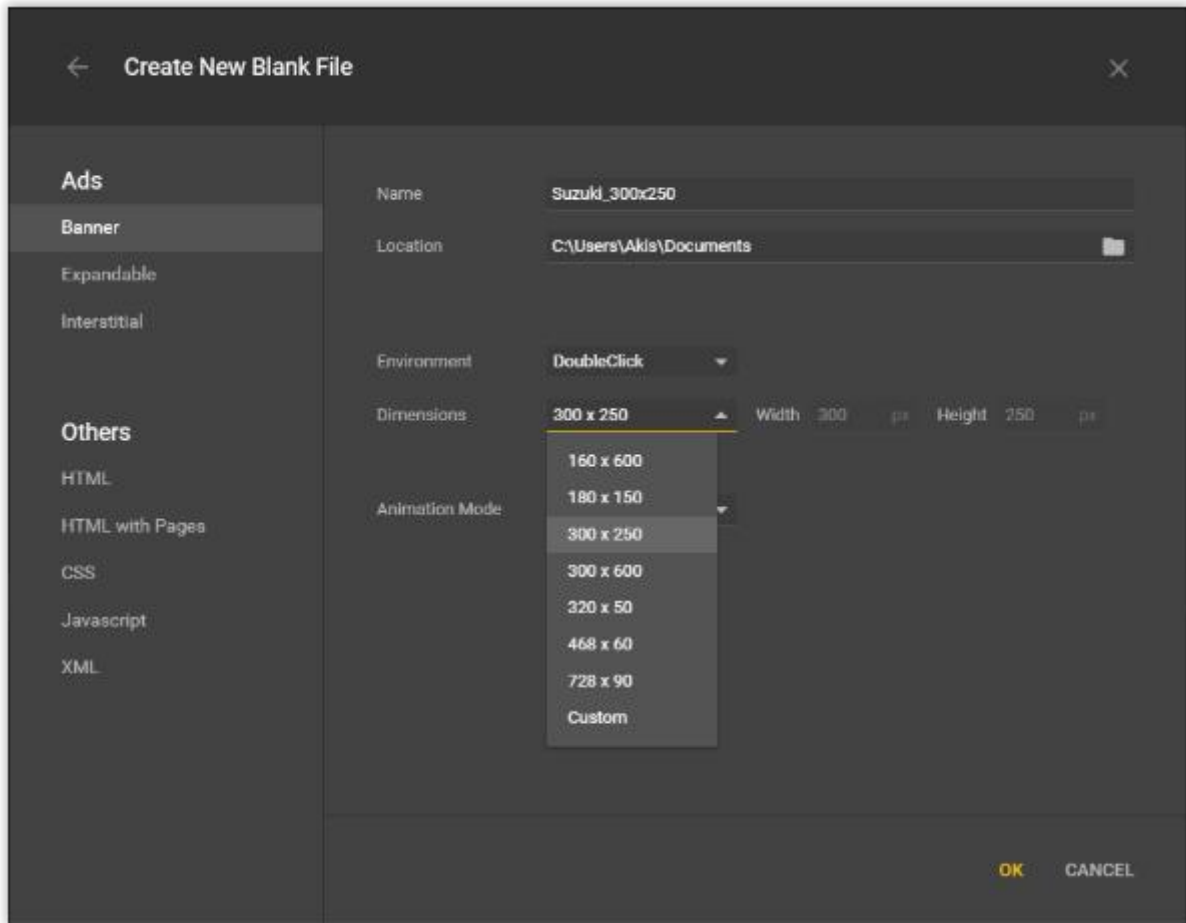 Create New Blank File
Ads
Banner
Expandable
Interstitial
Others
HTML
HTML with Pages
CSS
Javascript
XML
Name Suzuki_300x250
Location C:\Users\Akis\Documents
Environment DoubleClick
Dimensions 300 x 250 Width 300 px Height 250 px
160 x 600
180 x 150
300 x 250
300 x 600
320 x 50
468 x 60
728 x 90
Custom
Animation Mode
OK CANCEL